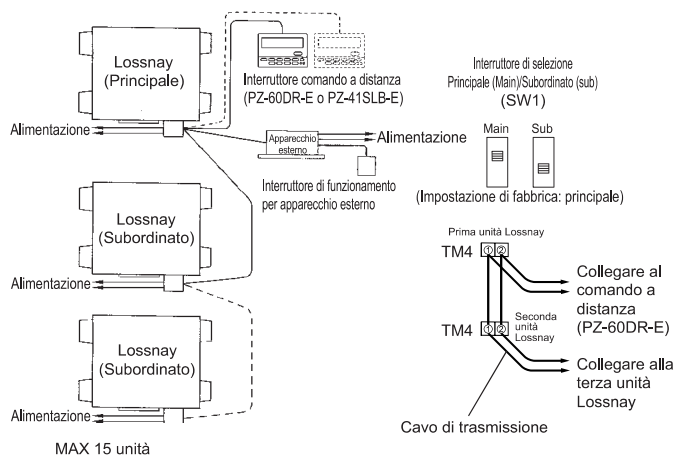 Lossnay
(Principale)
Alimentazione
Interruttore comando a distanza
(PZ-60DR-E o PZ-41SLB-E)
Apparecchio
esterno
Alimentazione
Interruttore di funzionamento
per apparecchio esterno
Lossnay
(Subordinato)
Alimentazione
Lossnay
(Subordinato)
Alimentazione
MAX 15 unità
Interruttore di selezione
Principale (Main)/Subordinato (sub)
(SW1)
Main Sub
(Impostazione di fabbrica: principale)
Prima unità Lossnay
TM4 ① ②
Collegare al
comando a
distanza
(PZ-60DR-E)
TM4 ① ②
Seconda
unità
Lossnay
Collegare alla
terza unità
Lossnay
Cavo di trasmissione